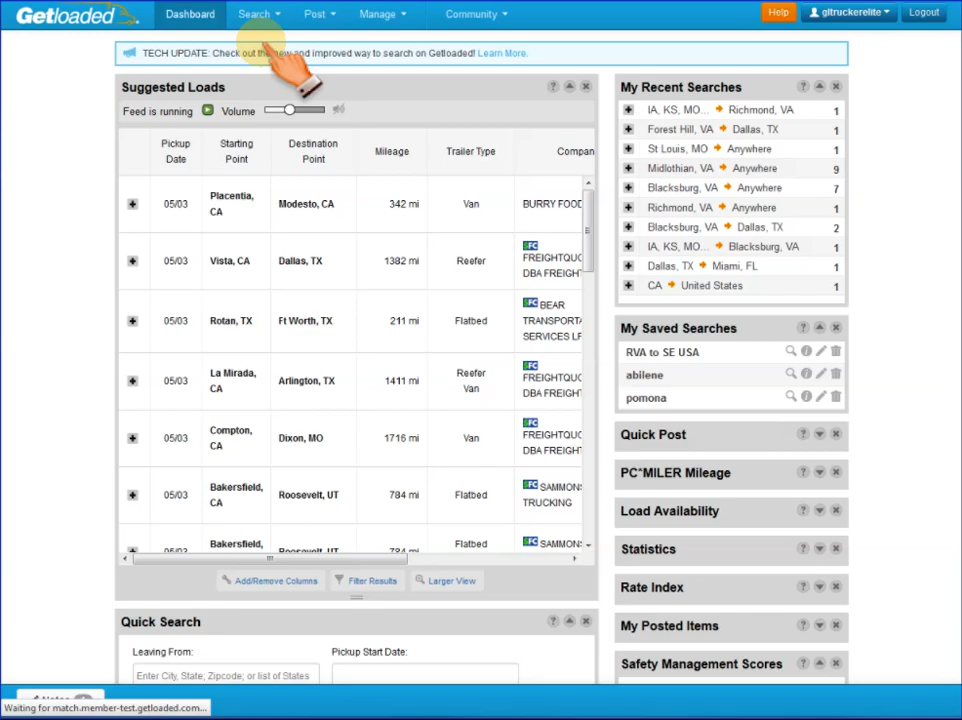 Getloaded
Dashboard
Search
Post
Manage
Community
Help
gltruckerelite
Logout
TECH UPDATE: Check out the new and improved way to search on Getloaded! Learn More.
Suggested Loads
Feed is running Volume
Pickup Date
Starting Point
Destination Point
Mileage
Trailer Type
Compan
05/03 Placentia, CA Modesto, CA 342 mi Van BURRY FOOD
05/03 Vista, CA Dallas, TX 1382 mi Reefer FREIGHTQUO DBA FREIGHT
05/03 Rotan, TX Ft Worth, TX 211 mi Flatbed BEAR TRANSPORTA SERVICES LP
05/03 La Mirada, CA Arlington, TX 1411 mi Reefer Van FREIGHTQUO DBA FREIGHT
05/03 Compton, CA Dixon, MO 1716 mi Van FREIGHTQUO DBA FREIGHT
05/03 Bakersfield, CA Roosevelt, UT 784 mi Flatbed SAMMONS TRUCKING
05/03 Bakersfield, Roosevelt, UT 784 mi Flatbed SAMMONS
Add/Remove Columns
Filter Results
Larger View
Quick Search
Leaving From:
Pickup Start Date:
Enter City, State; Zipcode; or list of States
My Recent Searches
IA, KS, MO... Richmond, VA 1
Forest Hill, VA Dallas, TX 1
St Louis, MO Anywhere 1
Midlothian, VA Anywhere 9
Blacksburg, VA Anywhere 7
Richmond, VA Anywhere 1
Blacksburg, VA Dallas, TX 2
IA, KS, MO... Blacksburg, VA 1
Dallas, TX Miami, FL 1
CA United States 1
My Saved Searches
RVA to SE USA
abilene
pomona
Quick Post
PC*MILER Mileage
Load Availability
Statistics
Rate Index
My Posted Items
Safety Management Scores
Waiting for match.member-test.getloaded.com...